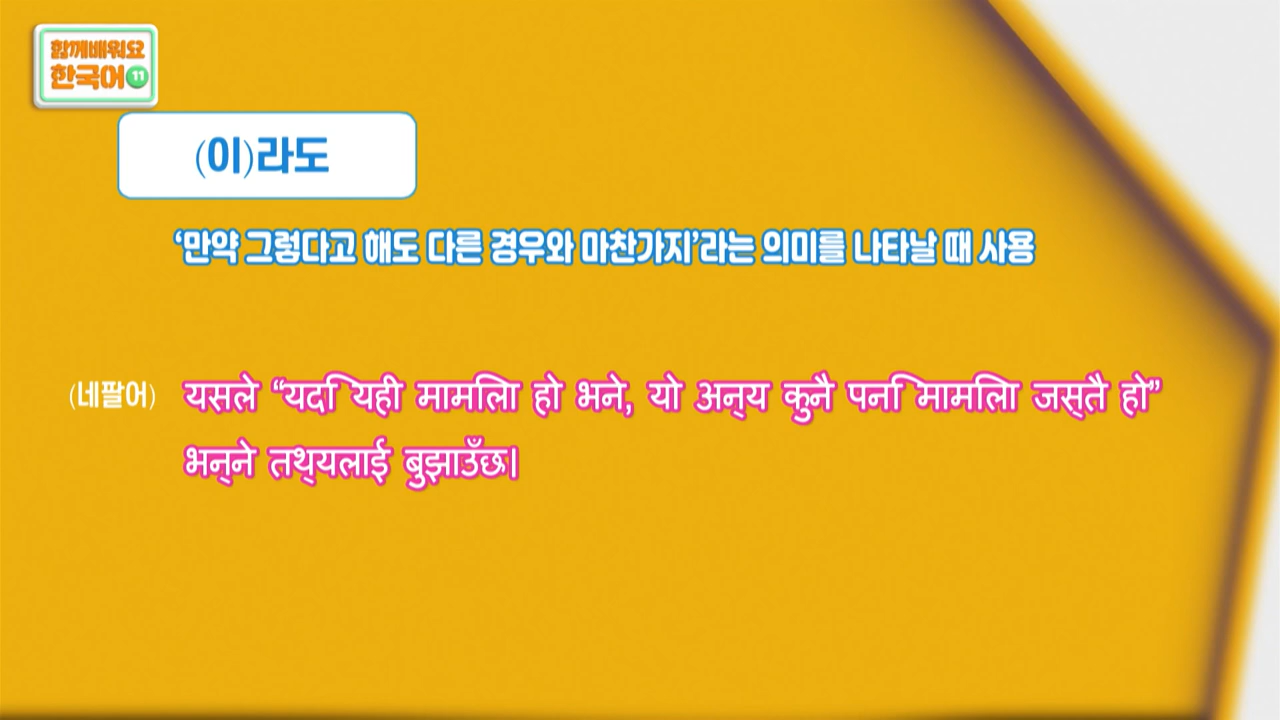 함께배워요
한국어 11
(이)라도
‘만약 그렇다고 해도 다른 경우와 마찬가지’라는 의미를 나타날 때 사용
(네팔어) यसले “यदि यही मामिला हो भने, यो अन्य कुनै पनि मामिला जस्तै हो”
भन्ने तथ्यलाई बुझाउँछ।